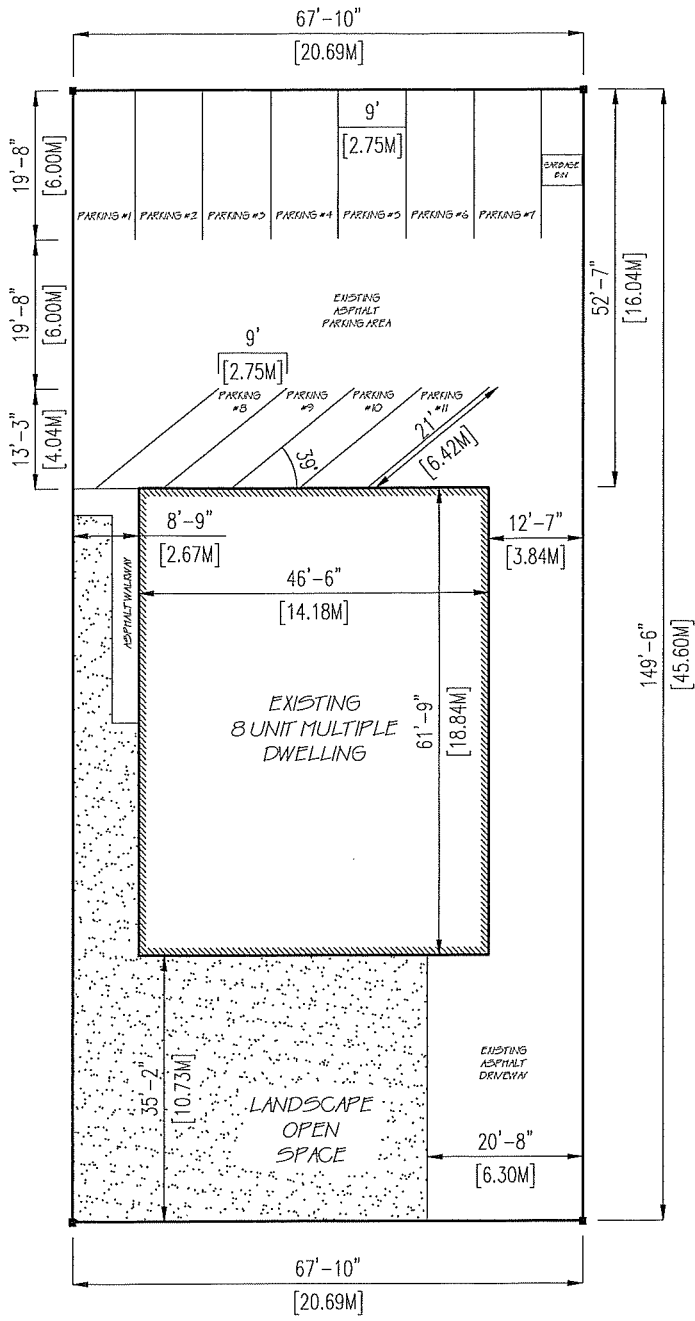 67'-10"
[20.69M]
9'
[2.75M]
GARBAGE
BIN
19'-8"
[6.00M]
PARKING #1
PARKING #2
PARKING #3
PARKING #4
PARKING #5
PARKING #6
PARKING #7
52'-7"
[16.04M]
19'-8"
[6.00M]
EXISTING
ASPHALT
PARKING AREA
9'
[2.75M]
PARKING
#8
PARKING
#9
PARKING
#10
PARKING
#11
13'-3"
[4.04M]
39°
21'
[6.42M]
8'-9"
[2.67M]
12'-7"
[3.84M]
ASPHALT WALKWAY
46'-6"
[14.18M]
149'-6"
[45.60M]
EXISTING
8 UNIT MULTIPLE
DWELLING
61'-9"
[18.84M]
EXISTING
ASPHALT
DRIVEWAY
35'-2"
[10.73M]
LANDSCAPE
OPEN
SPACE
20'-8"
[6.30M]
67'-10"
[20.69M]